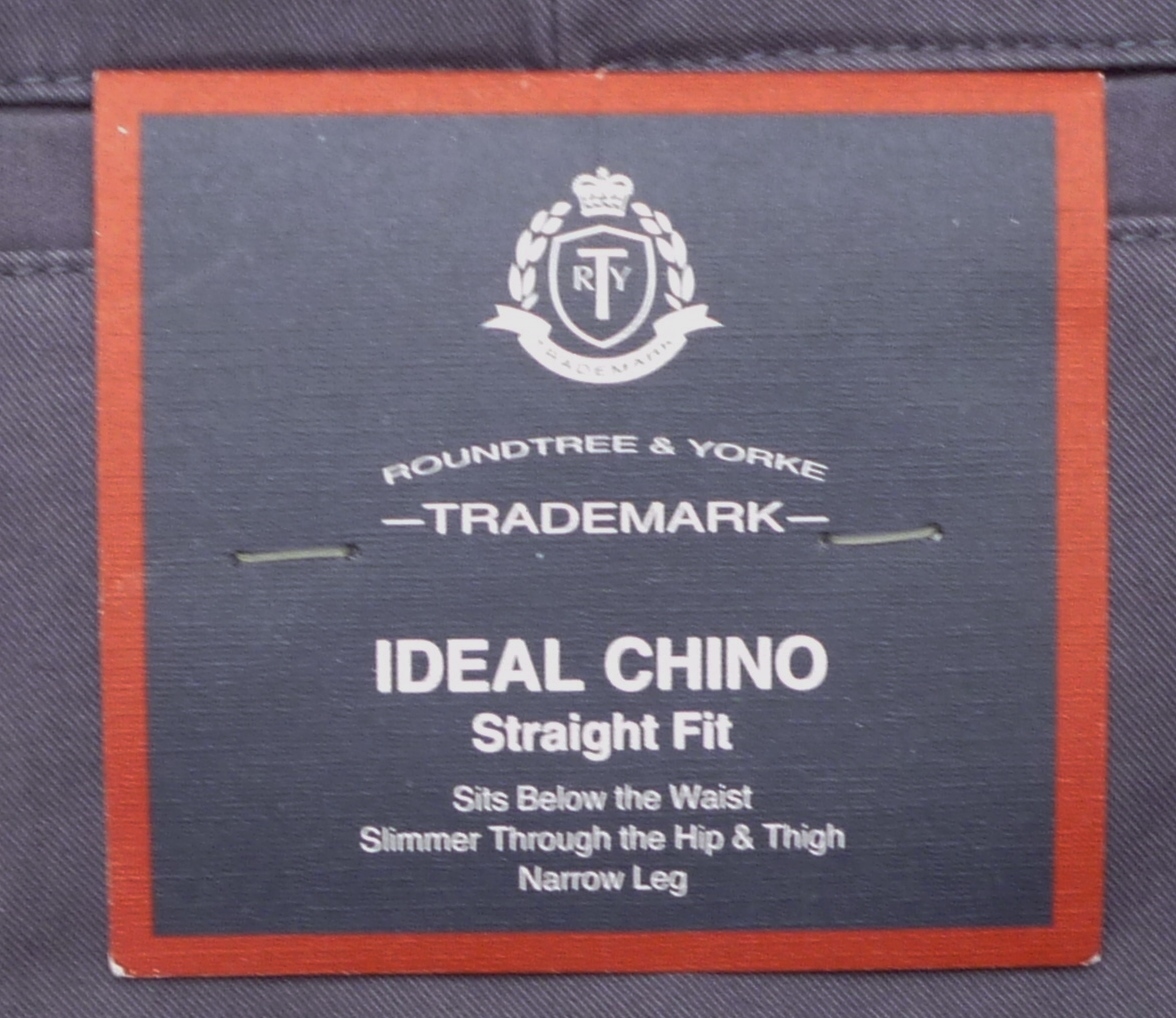 RTY
TRADEMARK
ROUNDTREE & YORKE
—TRADEMARK—
IDEAL CHINO
Straight Fit
Sits Below the Waist
Slimmer Through the Hip & Thigh
Narrow Leg